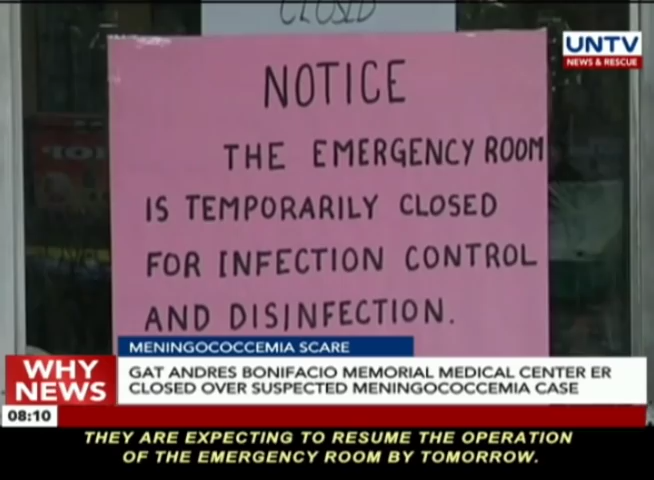 CLOSED
UNTV
NEWS & RESCUE
NOTICE
THE EMERGENCY ROOM
IS TEMPORARILY CLOSED
FOR INFECTION CONTROL
AND DISINFECTION.
MENINGOCOCCEMIA SCARE
WHY
NEWS
GAT ANDRES BONIFACIO MEMORIAL MEDICAL CENTER ER
CLOSED OVER SUSPECTED MENINGOCOCCEMIA CASE
08:10
THEY ARE EXPECTING TO RESUME THE OPERATION
OF THE EMERGENCY ROOM BY TOMORROW.